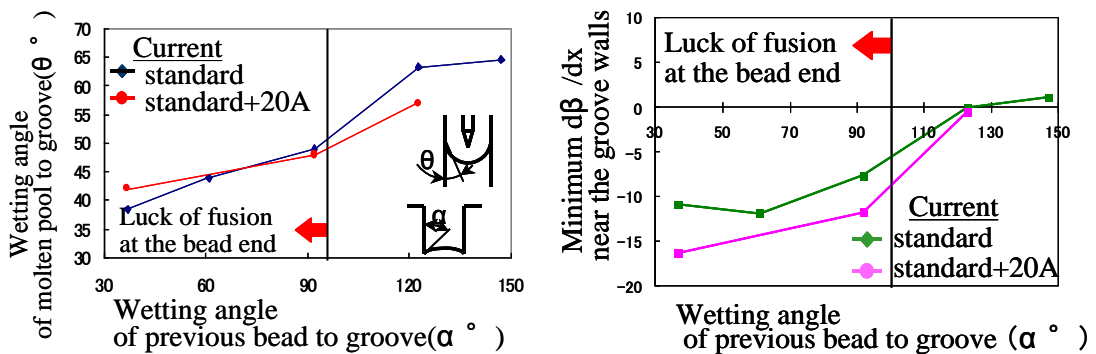 Wetting angle
of molten pool to groove(θ °)
70
65
60
55
50
45
40
35
30
Current
standard
standard+20A
Luck of fusion
at the bead end
θ
α
30
60
90
120
150
Wetting angle
of previous bead to groove(α ° )
Minimum dβ /dx
near the groove walls
10
5
0
-5
-10
-15
-20
Luck of fusion
at the bead end
30
50
70
90
110
130
150
Current
standard
standard+20A
Wetting angle
of previous bead to groove (α ° )